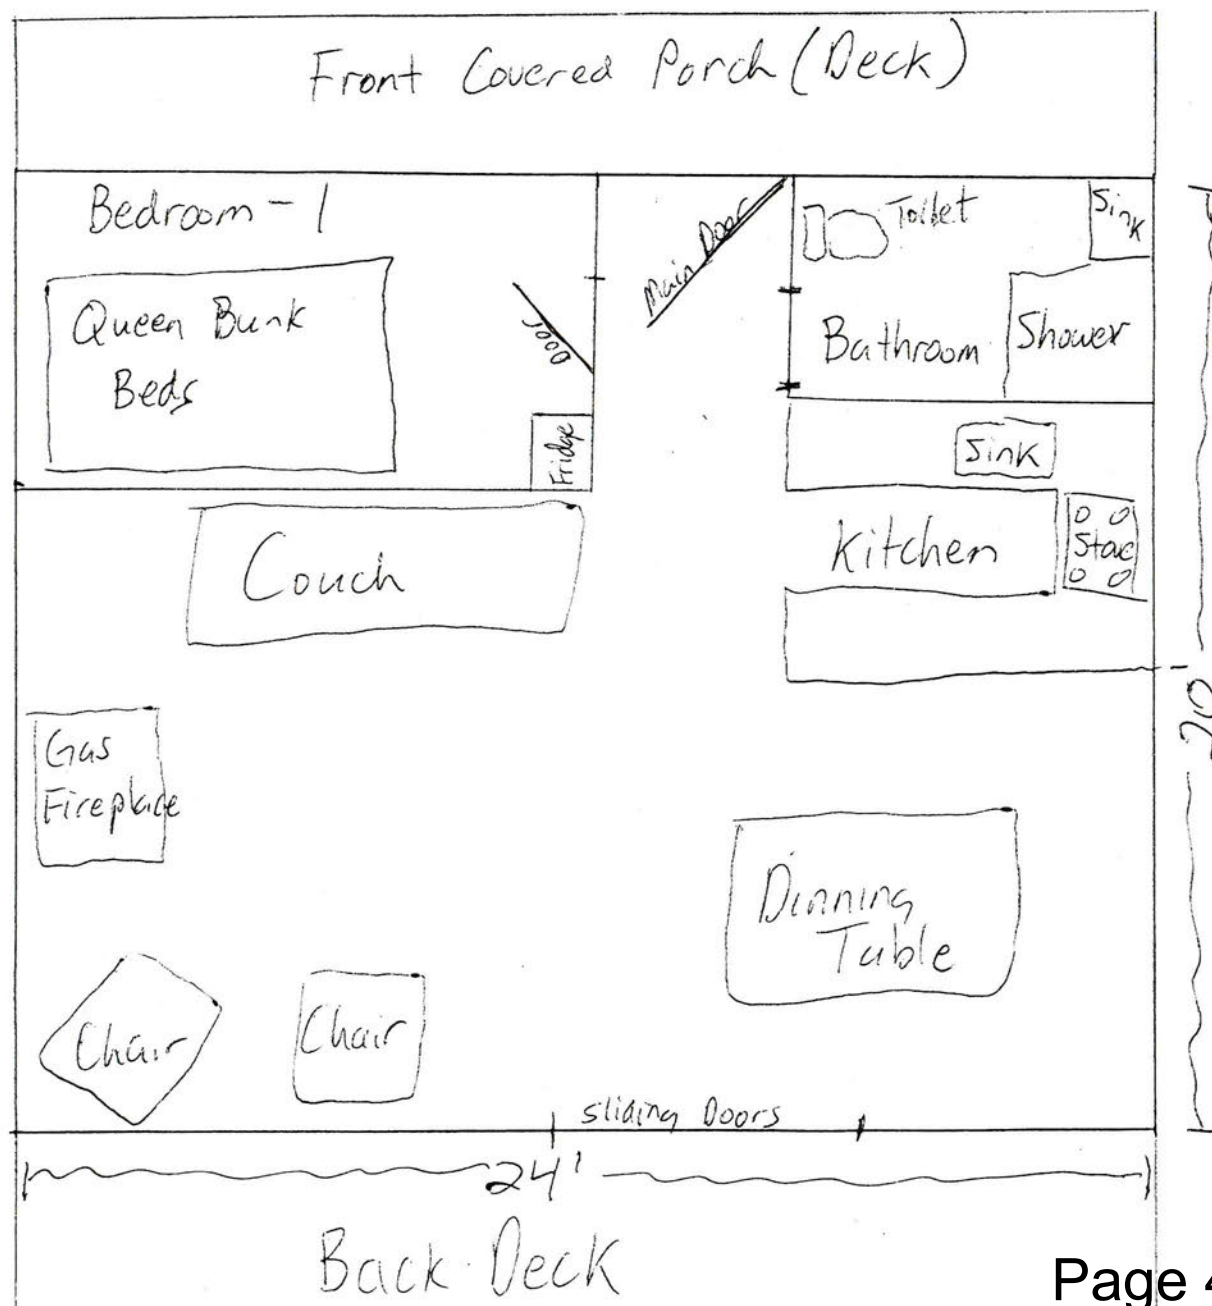 Front Covered Porch (Deck)
Bedroom - 1
Main Door
Toilet
Sink
Queen Bunk
Beds
Door
Bathroom
Shower
Fridge
Sink
Couch
Kitchen
Stove
Gas
Fireplace
20
Dinning
Table
Chair
Chair
Sliding Doors
24'
Back Deck
Page 4